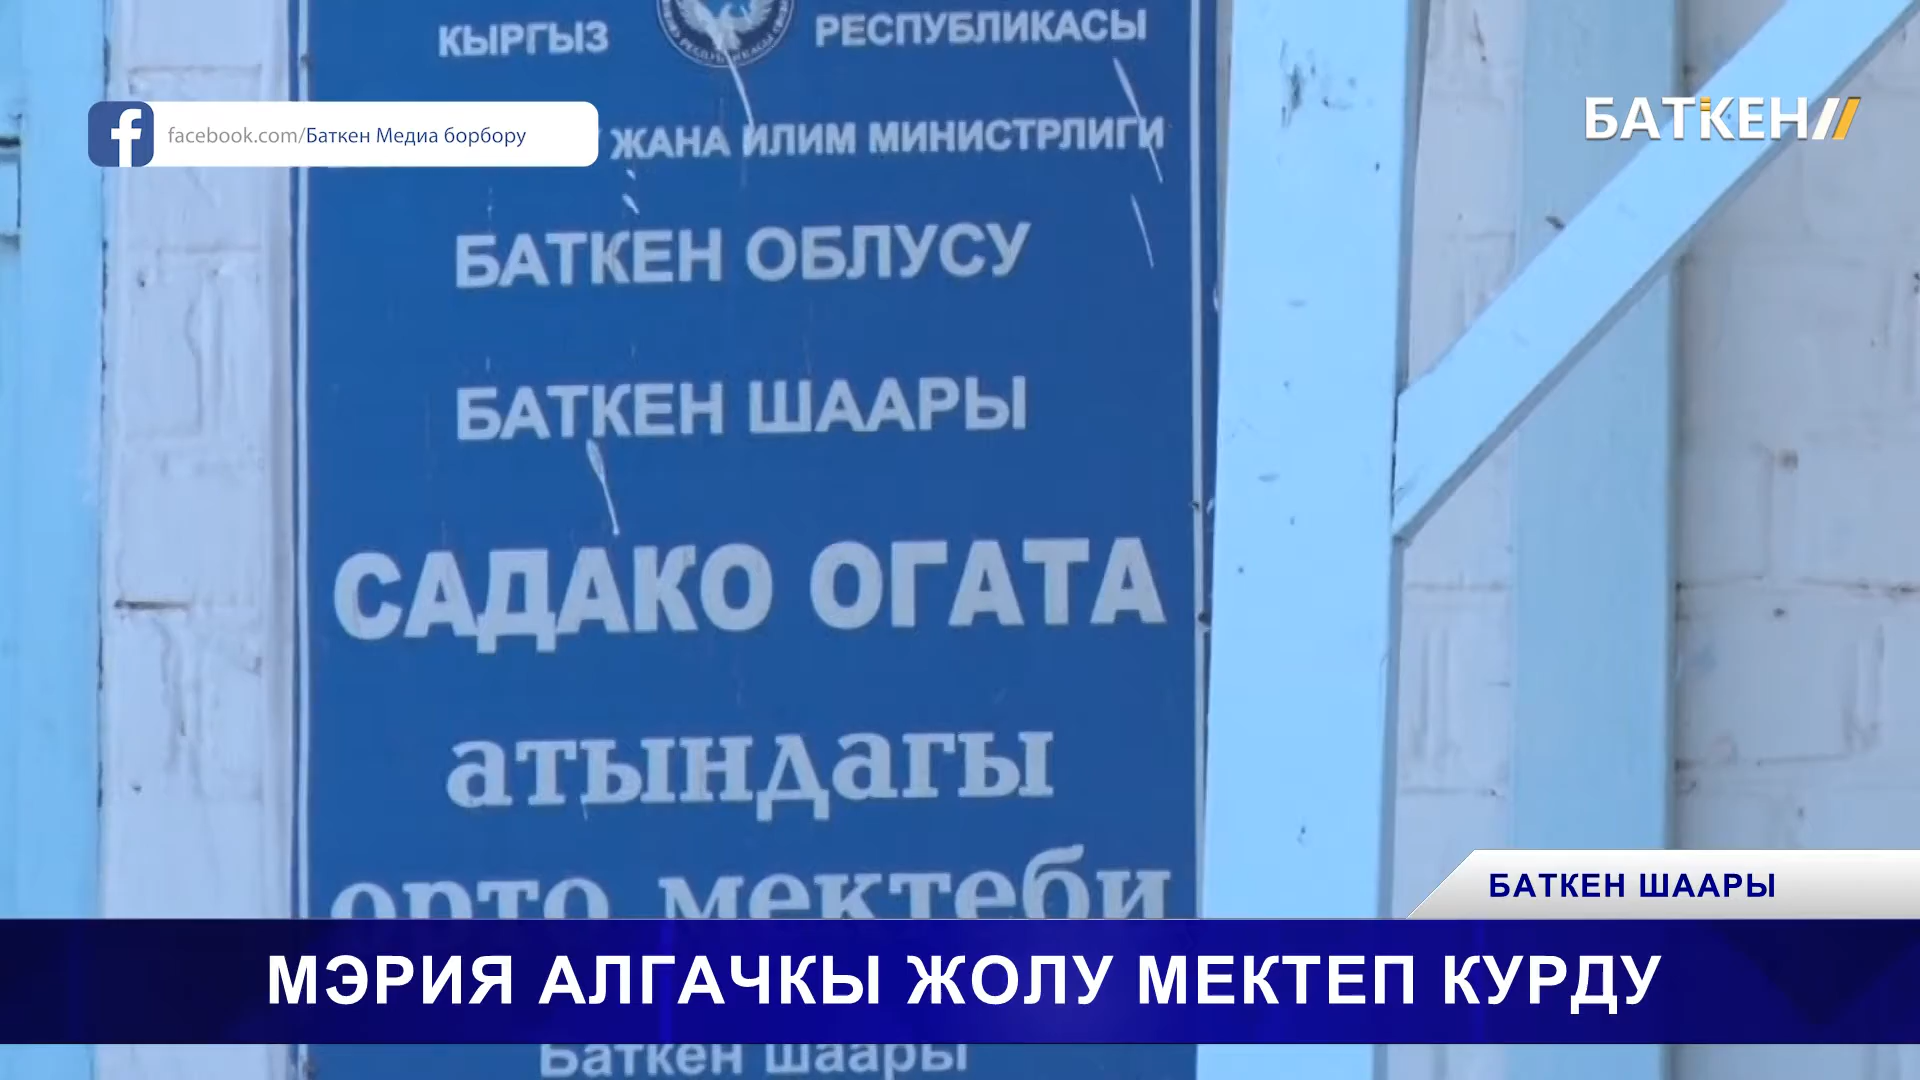 КЫРГЫЗ РЕСПУБЛИКАСЫ
facebook.com/Баткен Медиа борбору
ЖАНА ИЛИМ МИНИСТРЛИГИ
БАТКЕН
БАТКЕН ОБЛУСУ
БАТКЕН ШААРЫ
САДАКО ОГАТА
атындагы
орто мектеби
БАТКЕН ШААРЫ
МЭРИЯ АЛГАЧКЫ ЖОЛУ МЕКТЕП КУРДУ
Баткен шаары